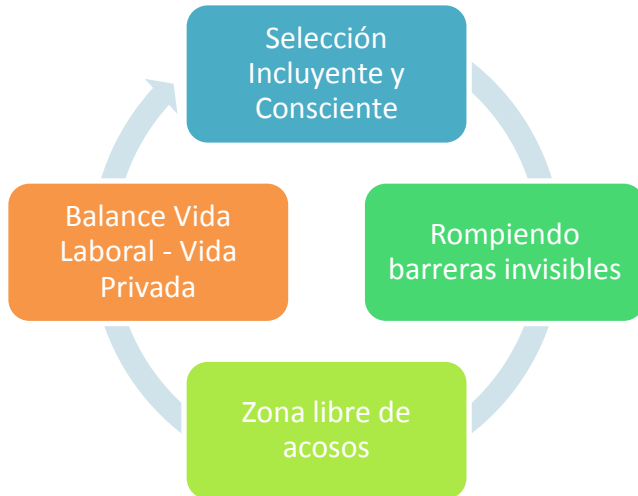 Selección
Incluyente y
Consciente
Rompiendo
barreras invisibles
Zona libre de
acosos
Balance Vida
Laboral - Vida
Privada